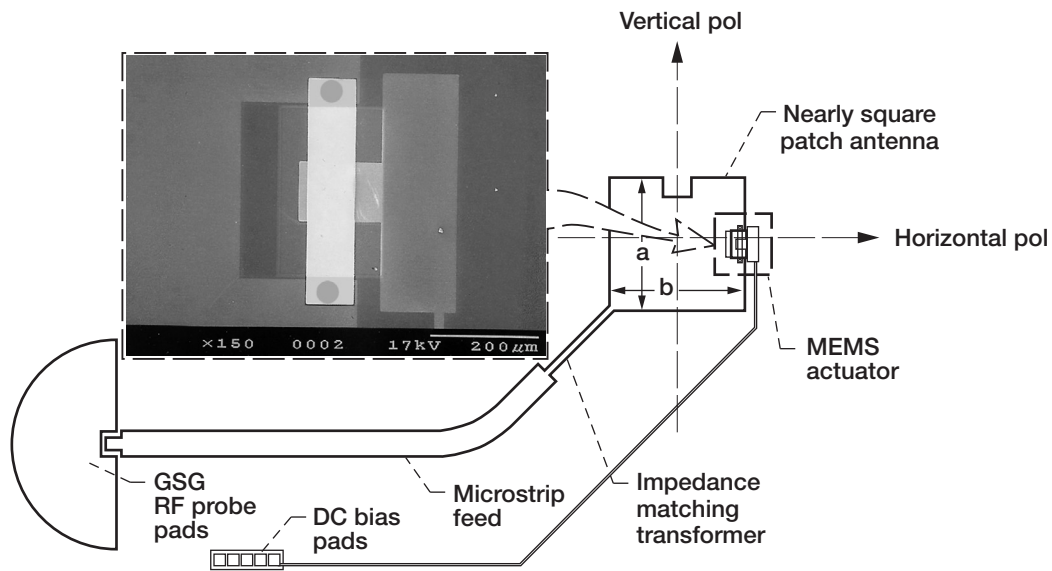 Vertical pol
Nearly square
patch antenna
Horizontal pol
a
b
MEMS
actuator
×150 0002 17kV 200μm
GSG
RF probe
pads
Microstrip
feed
Impedance
matching
transformer
DC bias
pads